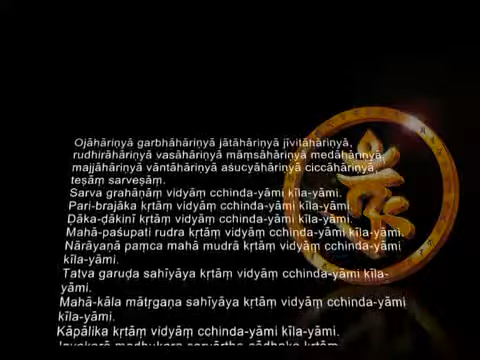 Ojāhāriṇyā garbhāhāriṇyā jātāhāriṇyā jīvitāhāriṇyā,
rudhirāhāriṇyā vasāhāriṇyā māṃsāhāriṇyā medāhāriṇyā,
majjāhāriṇyā vāntāhāriṇyā aśucyāhāriṇyā ciccāhāriṇyā,
teṣāṃ sarveṣāṃ.
Sarva grahāṇāṃ vidyāṃ cchinda-yāmi kīla-yāmi.
Pari-brajāka kṛtāṃ vidyāṃ cchinda-yāmi kīla-yāmi.
Ḍāka-ḍākinī kṛtāṃ vidyāṃ cchinda-yāmi kīla-yāmi.
Mahā-paśupati rudra kṛtāṃ vidyāṃ cchinda-yāmi kīla-yāmi.
Nārāyaṇā paṃca mahā mudrā kṛtāṃ vidyāṃ cchinda-yāmi
kīla-yāmi.
Tatva garuḍa sahīyāya kṛtāṃ vidyāṃ cchinda-yāmi kīla-
yāmi.
Mahā-kāla mātṛgaṇa sahīyāya kṛtāṃ vidyāṃ cchinda-yāmi
kīla-yāmi.
Kāpālika kṛtāṃ vidyāṃ cchinda-yāmi kīla-yāmi.
madhukara sarvārtha sādhaka kṛtāṃ